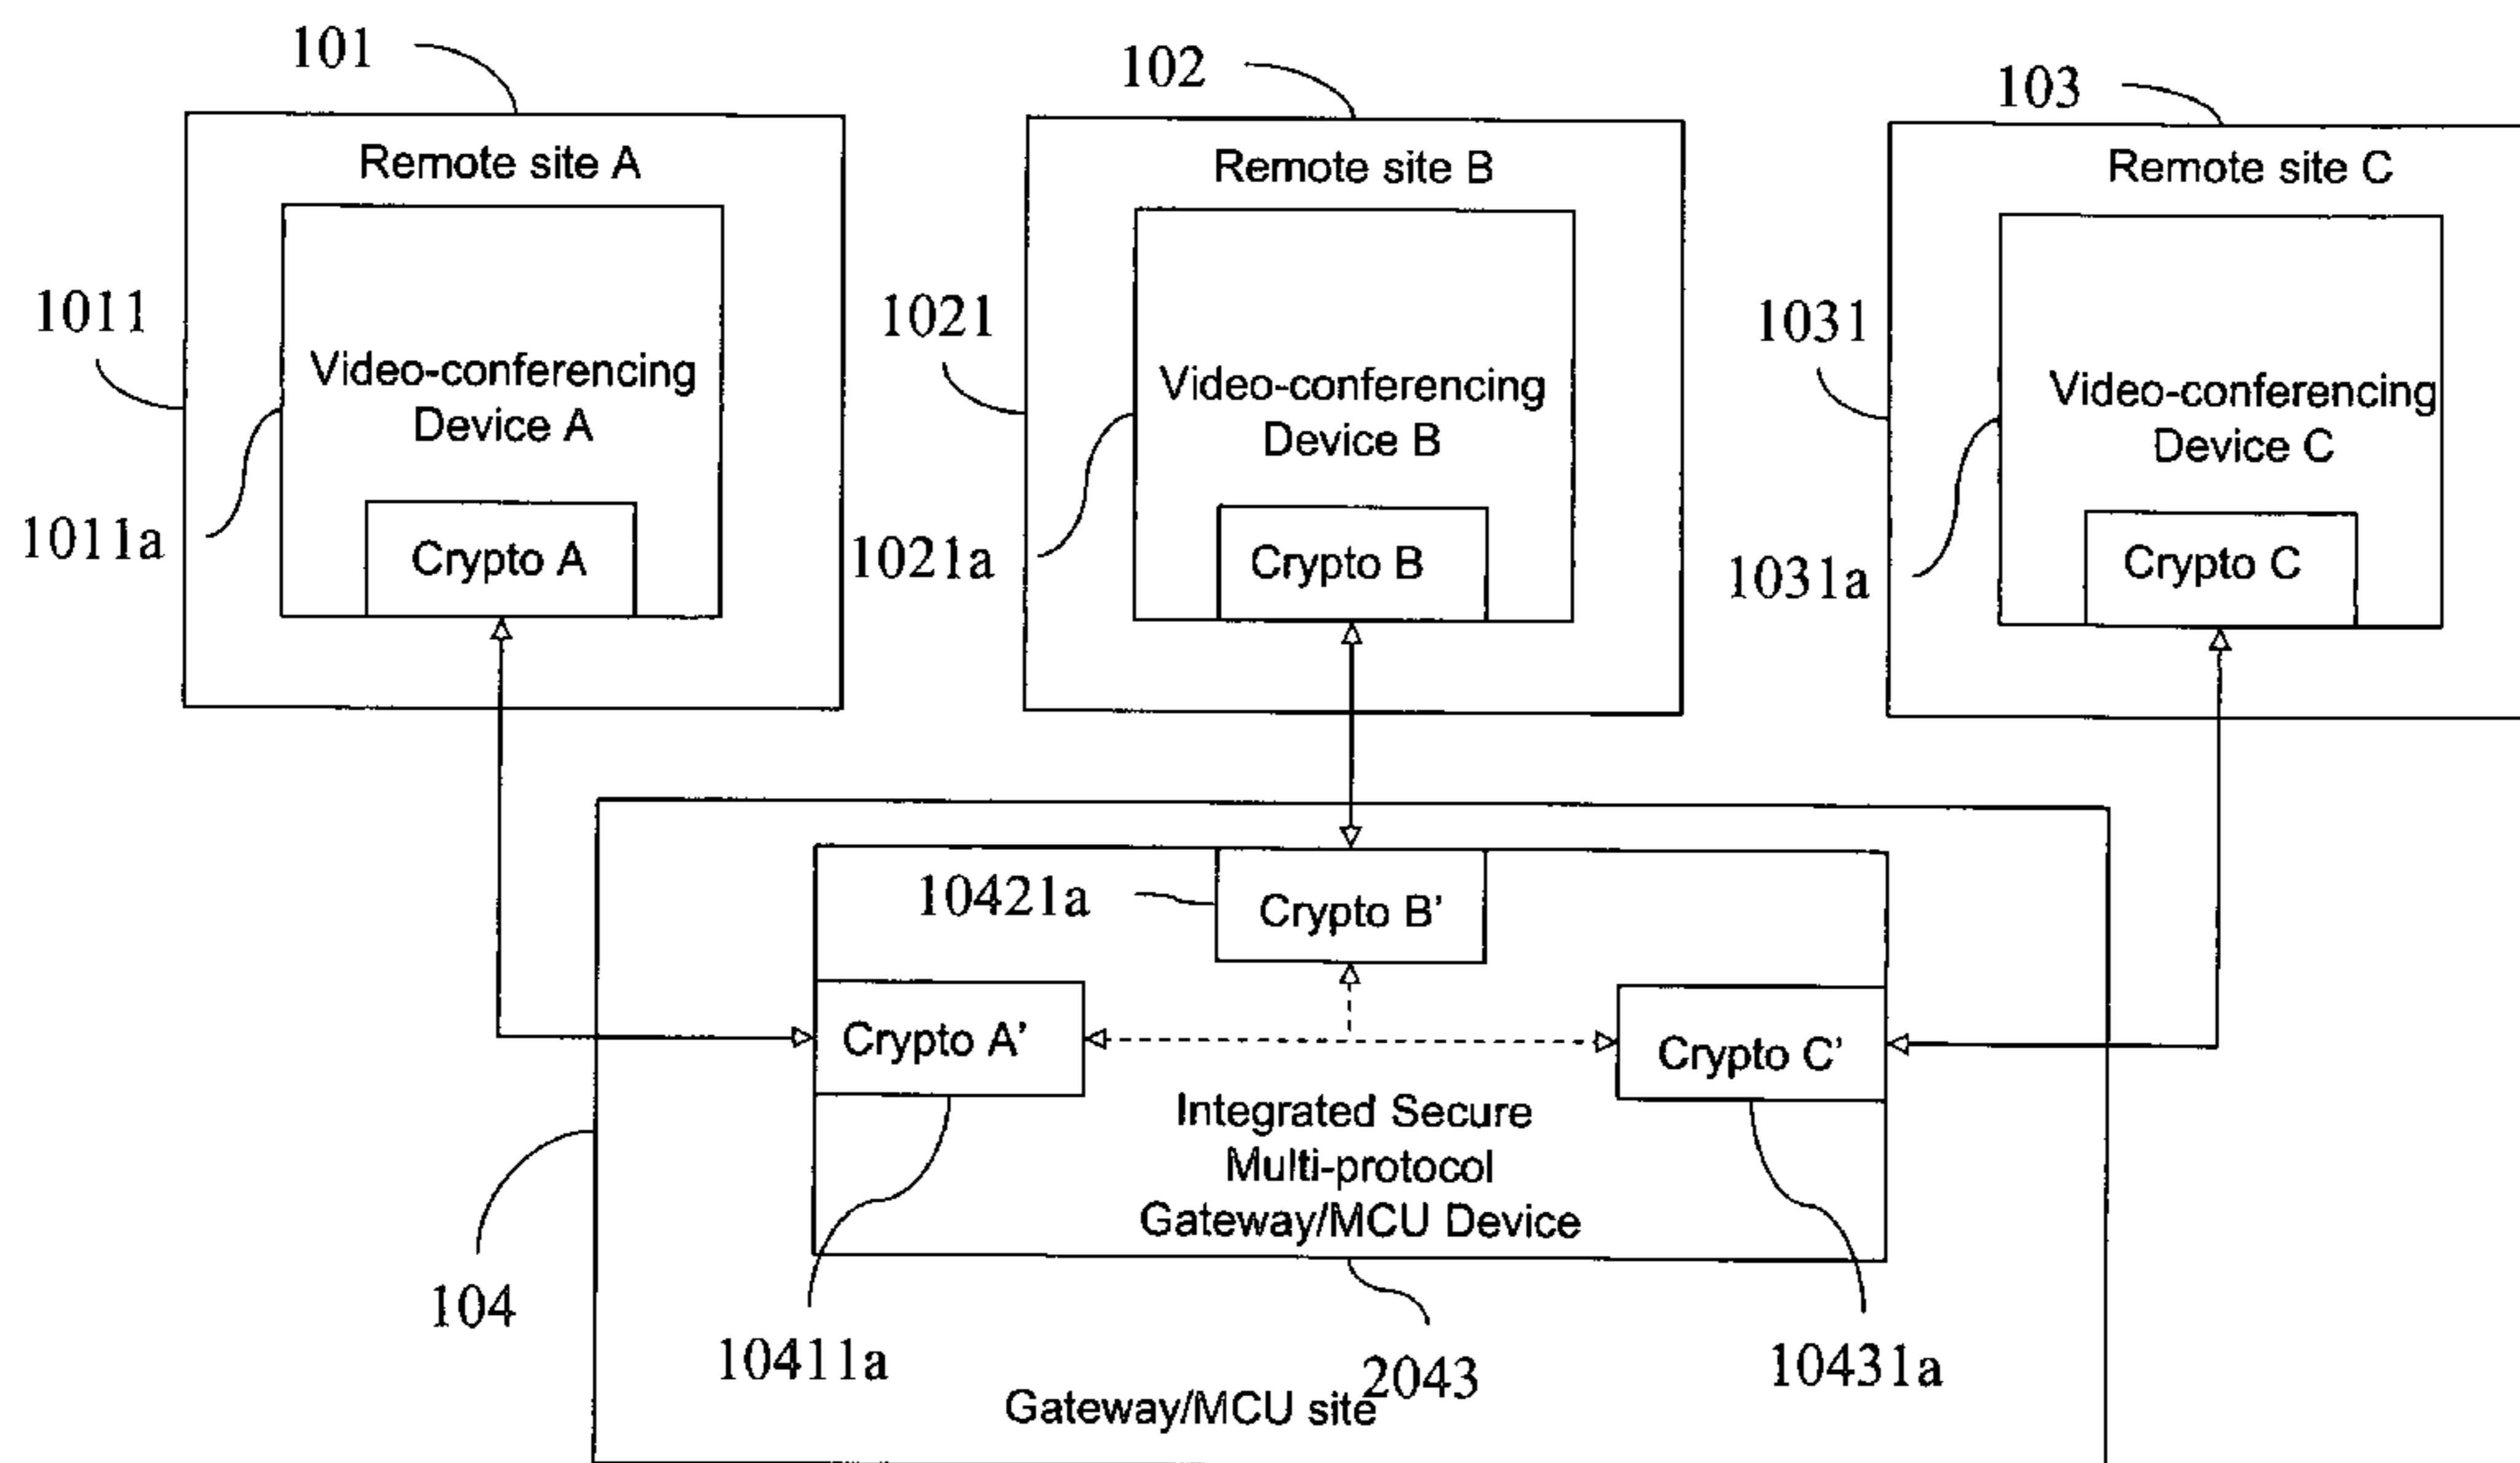 101
102
103
Remote site A
Remote site B
Remote site C
1011
1021
1031
Video-conferencing
Device A
Video-conferencing
Device B
Video-conferencing
Device C
1011a
1021a
1031a
Crypto A
Crypto B
Crypto C
10421a
Crypto B’
Crypto A’
Crypto C’
Integrated Secure
Multi-protocol
Gateway/MCU Device
104
10411a
2043
10431a
Gateway/MCU site